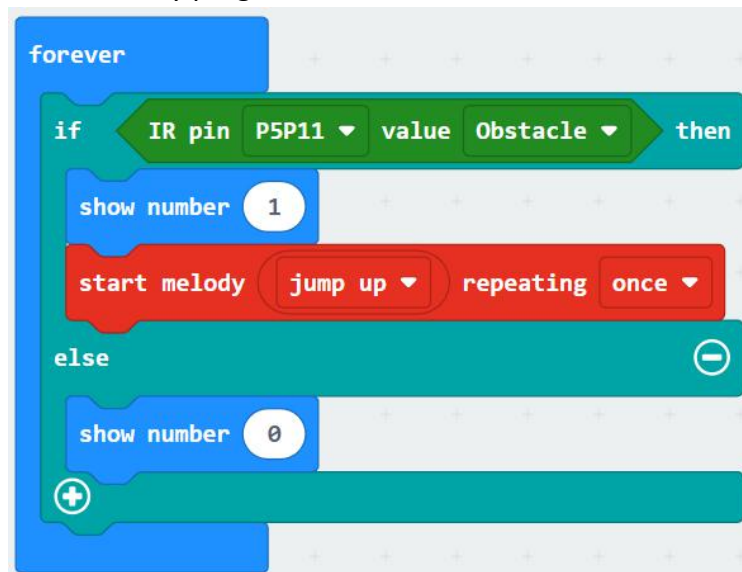 forever
if IR pin P5P11 value Obstacle then
show number 1
start melody jump up repeating once
else
show number 0